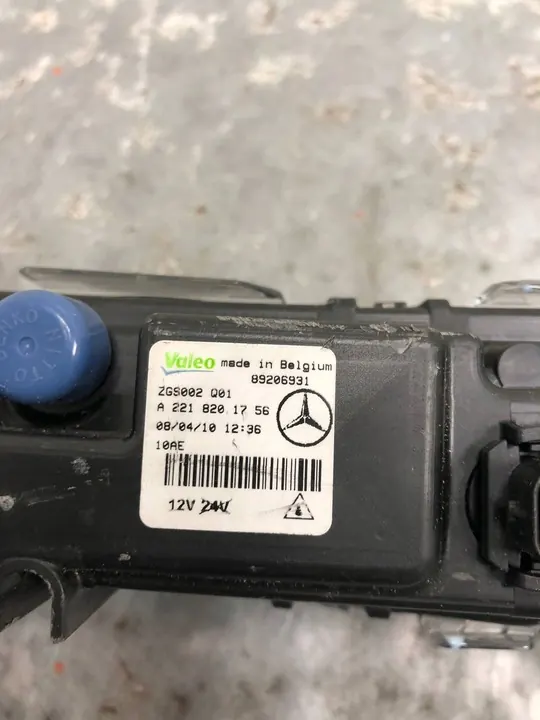 Valeo made in Belgium
89206931
ZGS002 Q01
A 221 820 17 56
08/04/10 12:36
10AE
12V 24V
NITTO